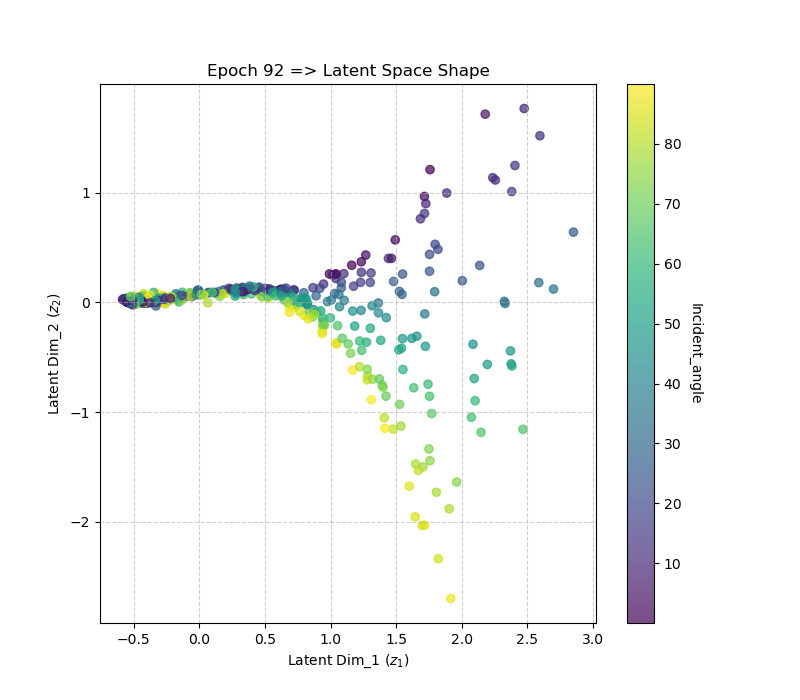 Epoch 92 => Latent Space Shape
Latent Dim_2 (z₂)
1
0
−1
−2
−0.5 0.0 0.5 1.0 1.5 2.0 2.5 3.0
Latent Dim_1 (z₁)
80
70
60
50
40
30
20
10
Incident_angle